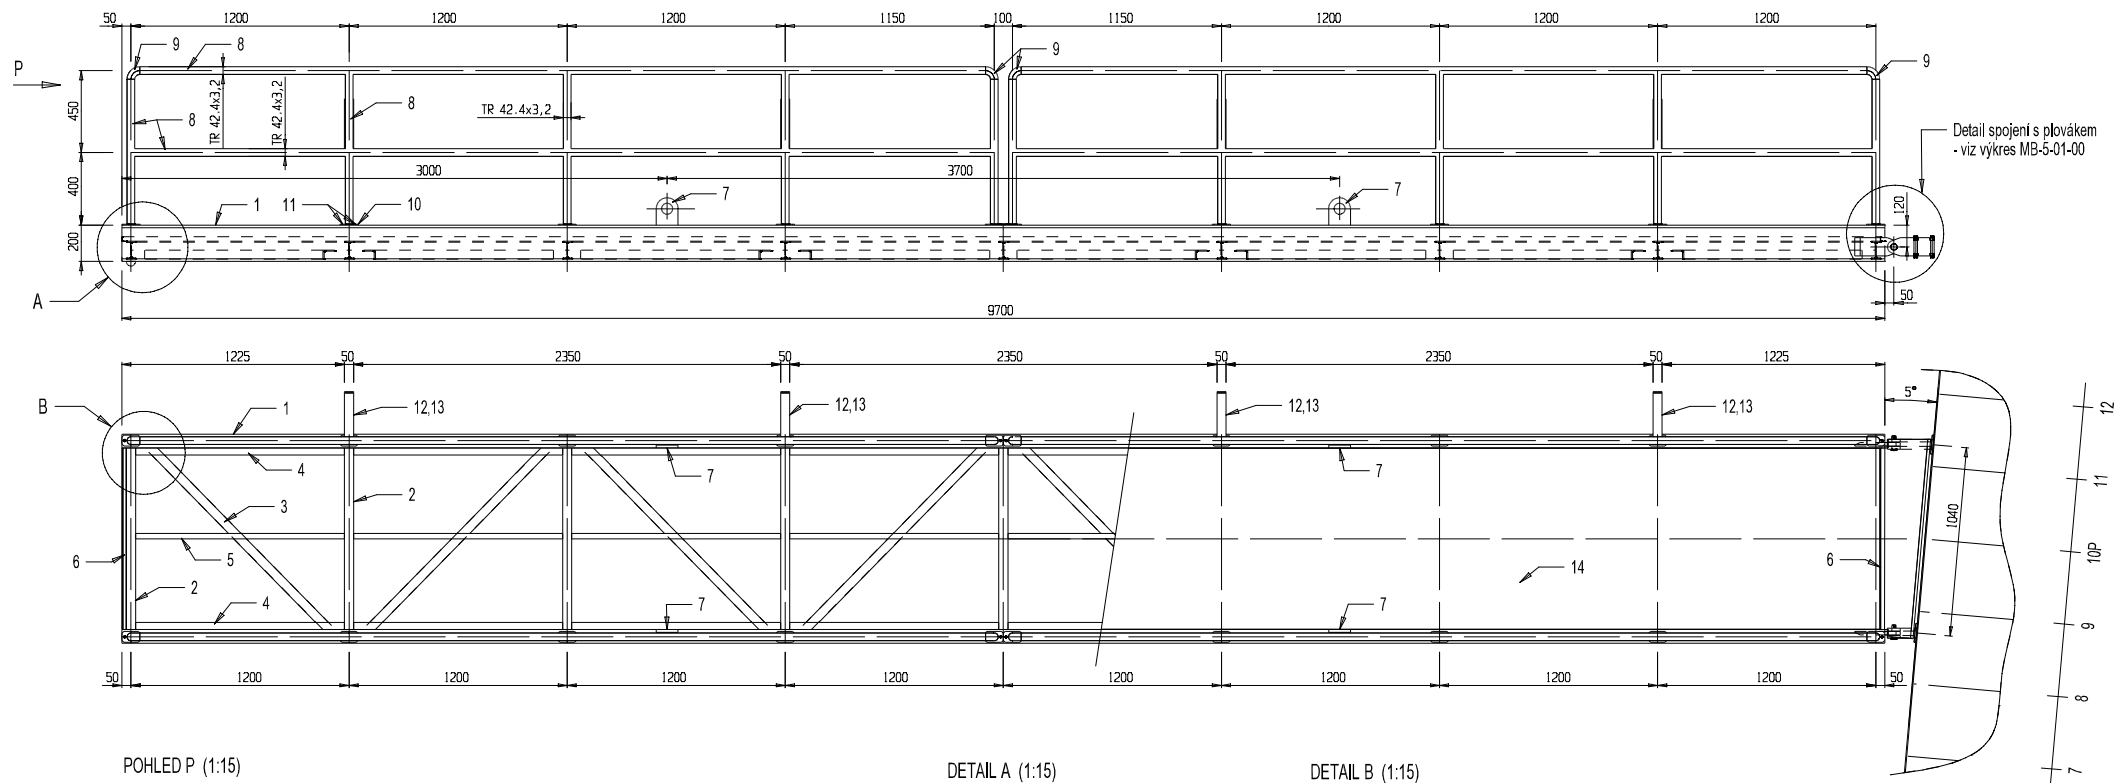 50 1200 1200 1200 1150 100 1150 1200 1200 1200
P
9 8 9 9
450
TR 42.4x3,2
TR 42.4x3,2
TR 42.4x3,2
8
8
Detail spojení s plovákem
- viz výkres MB-5-01-00
3000 3700
400
7 7
1 11 10
120
200
A
50
9700
1225 50 2350 50 2350 50 2350 50 1225
5°
B
1 12,13 12,13 12,13 12,13
12
4 7 7
11
2
3
1040
5
6 6
10P
14
2
4 7 7
9
50 1200 1200 1200 1200 1200 1200 1200 1200 50
8
7
POHLED P (1:15)
DETAIL A (1:15)
DETAIL B (1:15)